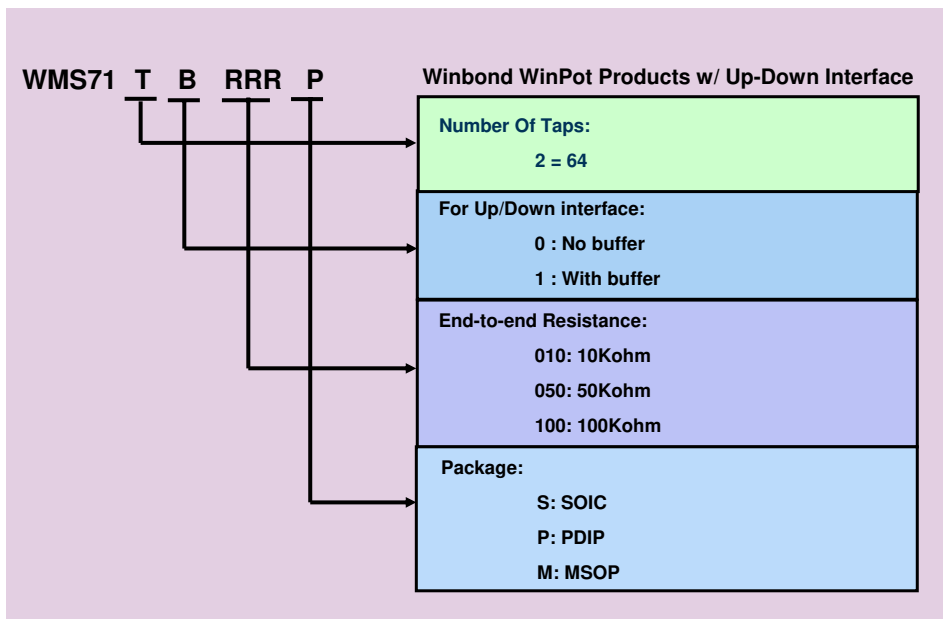 WMS71 T B RRR P
Winbond WinPot Products w/ Up-Down Interface
Number Of Taps:
2 = 64
For Up/Down interface:
0 : No buffer
1 : With buffer
End-to-end Resistance:
010: 10Kohm
050: 50Kohm
100: 100Kohm
Package:
S: SOIC
P: PDIP
M: MSOP